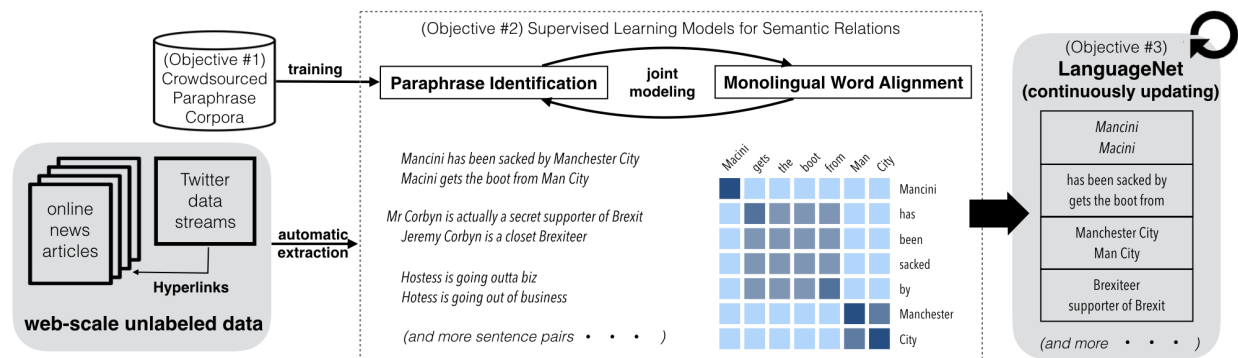 (Objective #1)
Crowdsourced
Paraphrase
Corpora
training
online
news
articles
Twitter
data
streams
Hyperlinks
web-scale unlabeled data
automatic
extraction
(Objective #2) Supervised Learning Models for Semantic Relations
Paraphrase Identification
joint
modeling
Monolingual Word Alignment
Mancini has been sacked by Manchester City
Macini gets the boot from Man City
Mr Corbyn is actually a secret supporter of Brexit
Jeremy Corbyn is a closet Brexiteer
Hostess is going outta biz
Hotess is going out of business
(and more sentence pairs • • • )
Macini
gets
the
boot
from
Man
City
Mancini
has
been
sacked
by
Manchester
City
(Objective #3)
LanguageNet
(continuously updating)
Mancini
Macini
has been sacked by
gets the boot from
Manchester City
Man City
Brexiteer
supporter of Brexit
(and more • • • )